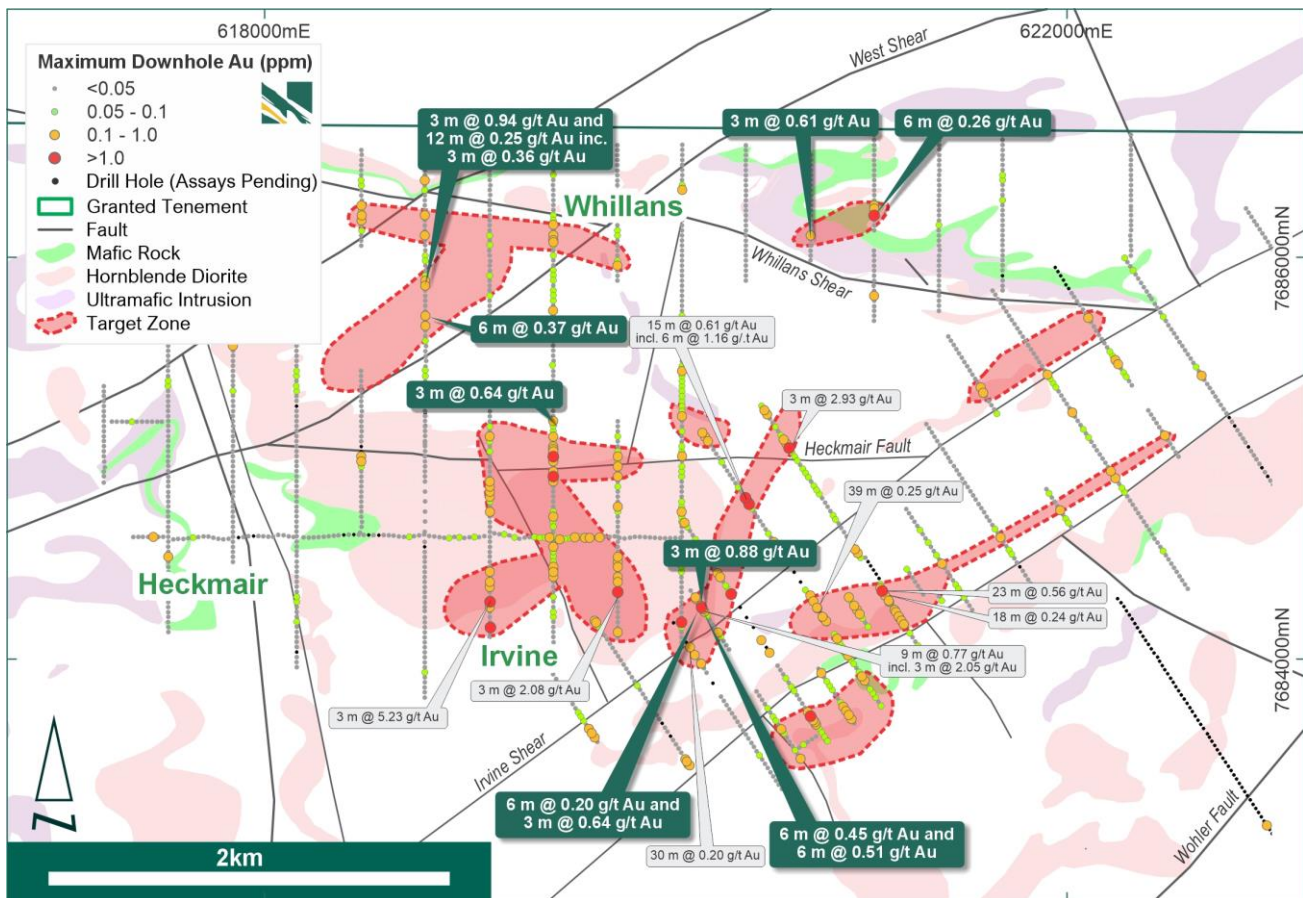 618000mE
622000mE
Maximum Downhole Au (ppm)
<0.05
0.05 - 0.1
0.1 - 1.0
>1.0
Drill Hole (Assays Pending)
Granted Tenement
Fault
Mafic Rock
Hornblende Diorite
Ultramafic Intrusion
Target Zone
West Shear
3 m @ 0.94 g/t Au and
12 m @ 0.25 g/t Au inc.
3 m @ 0.36 g/t Au
3 m @ 0.61 g/t Au
6 m @ 0.26 g/t Au
Whillans
Whillans Shear
7686000mN
6 m @ 0.37 g/t Au
15 m @ 0.61 g/t Au
incl. 6 m @ 1.16 g/.t Au
3 m @ 0.64 g/t Au
3 m @ 2.93 g/t Au
Heckmair Fault
39 m @ 0.25 g/t Au
3 m @ 0.88 g/t Au
Heckmair
23 m @ 0.56 g/t Au
18 m @ 0.24 g/t Au
Irvine
9 m @ 0.77 g/t Au
incl. 3 m @ 2.05 g/t Au
7684000mN
3 m @ 2.08 g/t Au
3 m @ 5.23 g/t Au
Irvine Shear
6 m @ 0.20 g/t Au and
3 m @ 0.64 g/t Au
6 m @ 0.45 g/t Au and
6 m @ 0.51 g/t Au
30 m @ 0.20 g/t Au
Wohler Fault
N
2km